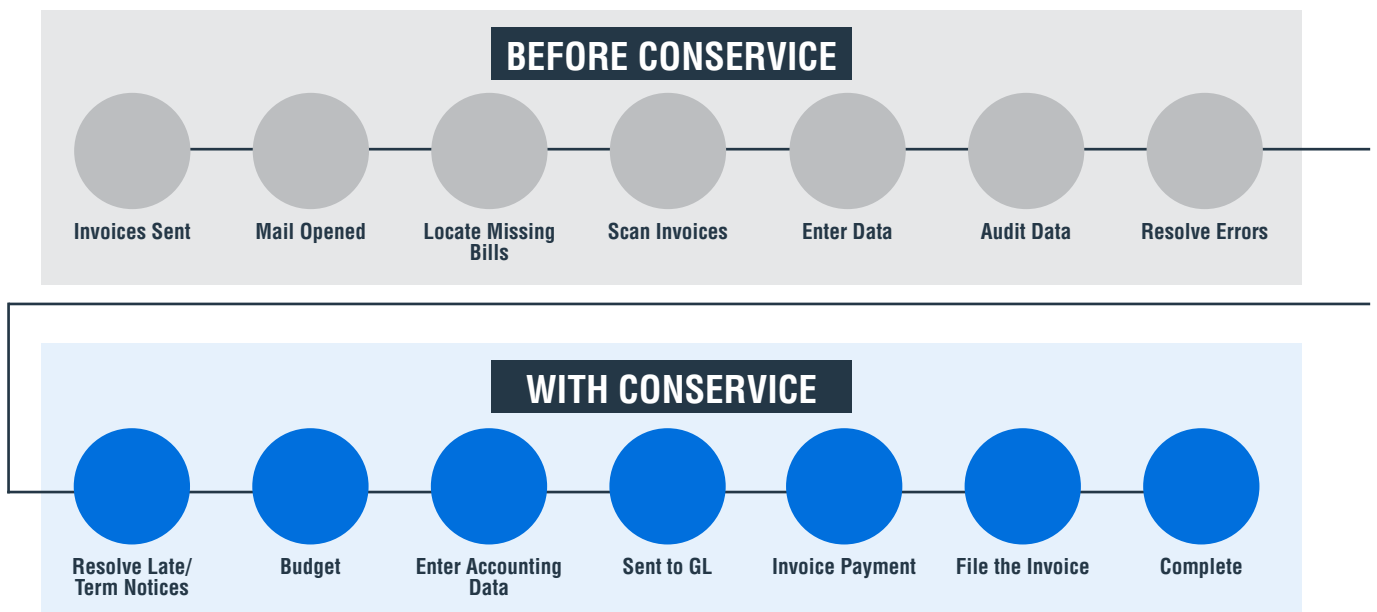 BEFORE CONSERVICE
Invoices Sent
Mail Opened
Locate Missing
Bills
Scan Invoices
Enter Data
Audit Data
Resolve Errors
WITH CONSERVICE
Resolve Late/
Term Notices
Budget
Enter Accounting
Data
Sent to GL
Invoice Payment
File the Invoice
Complete